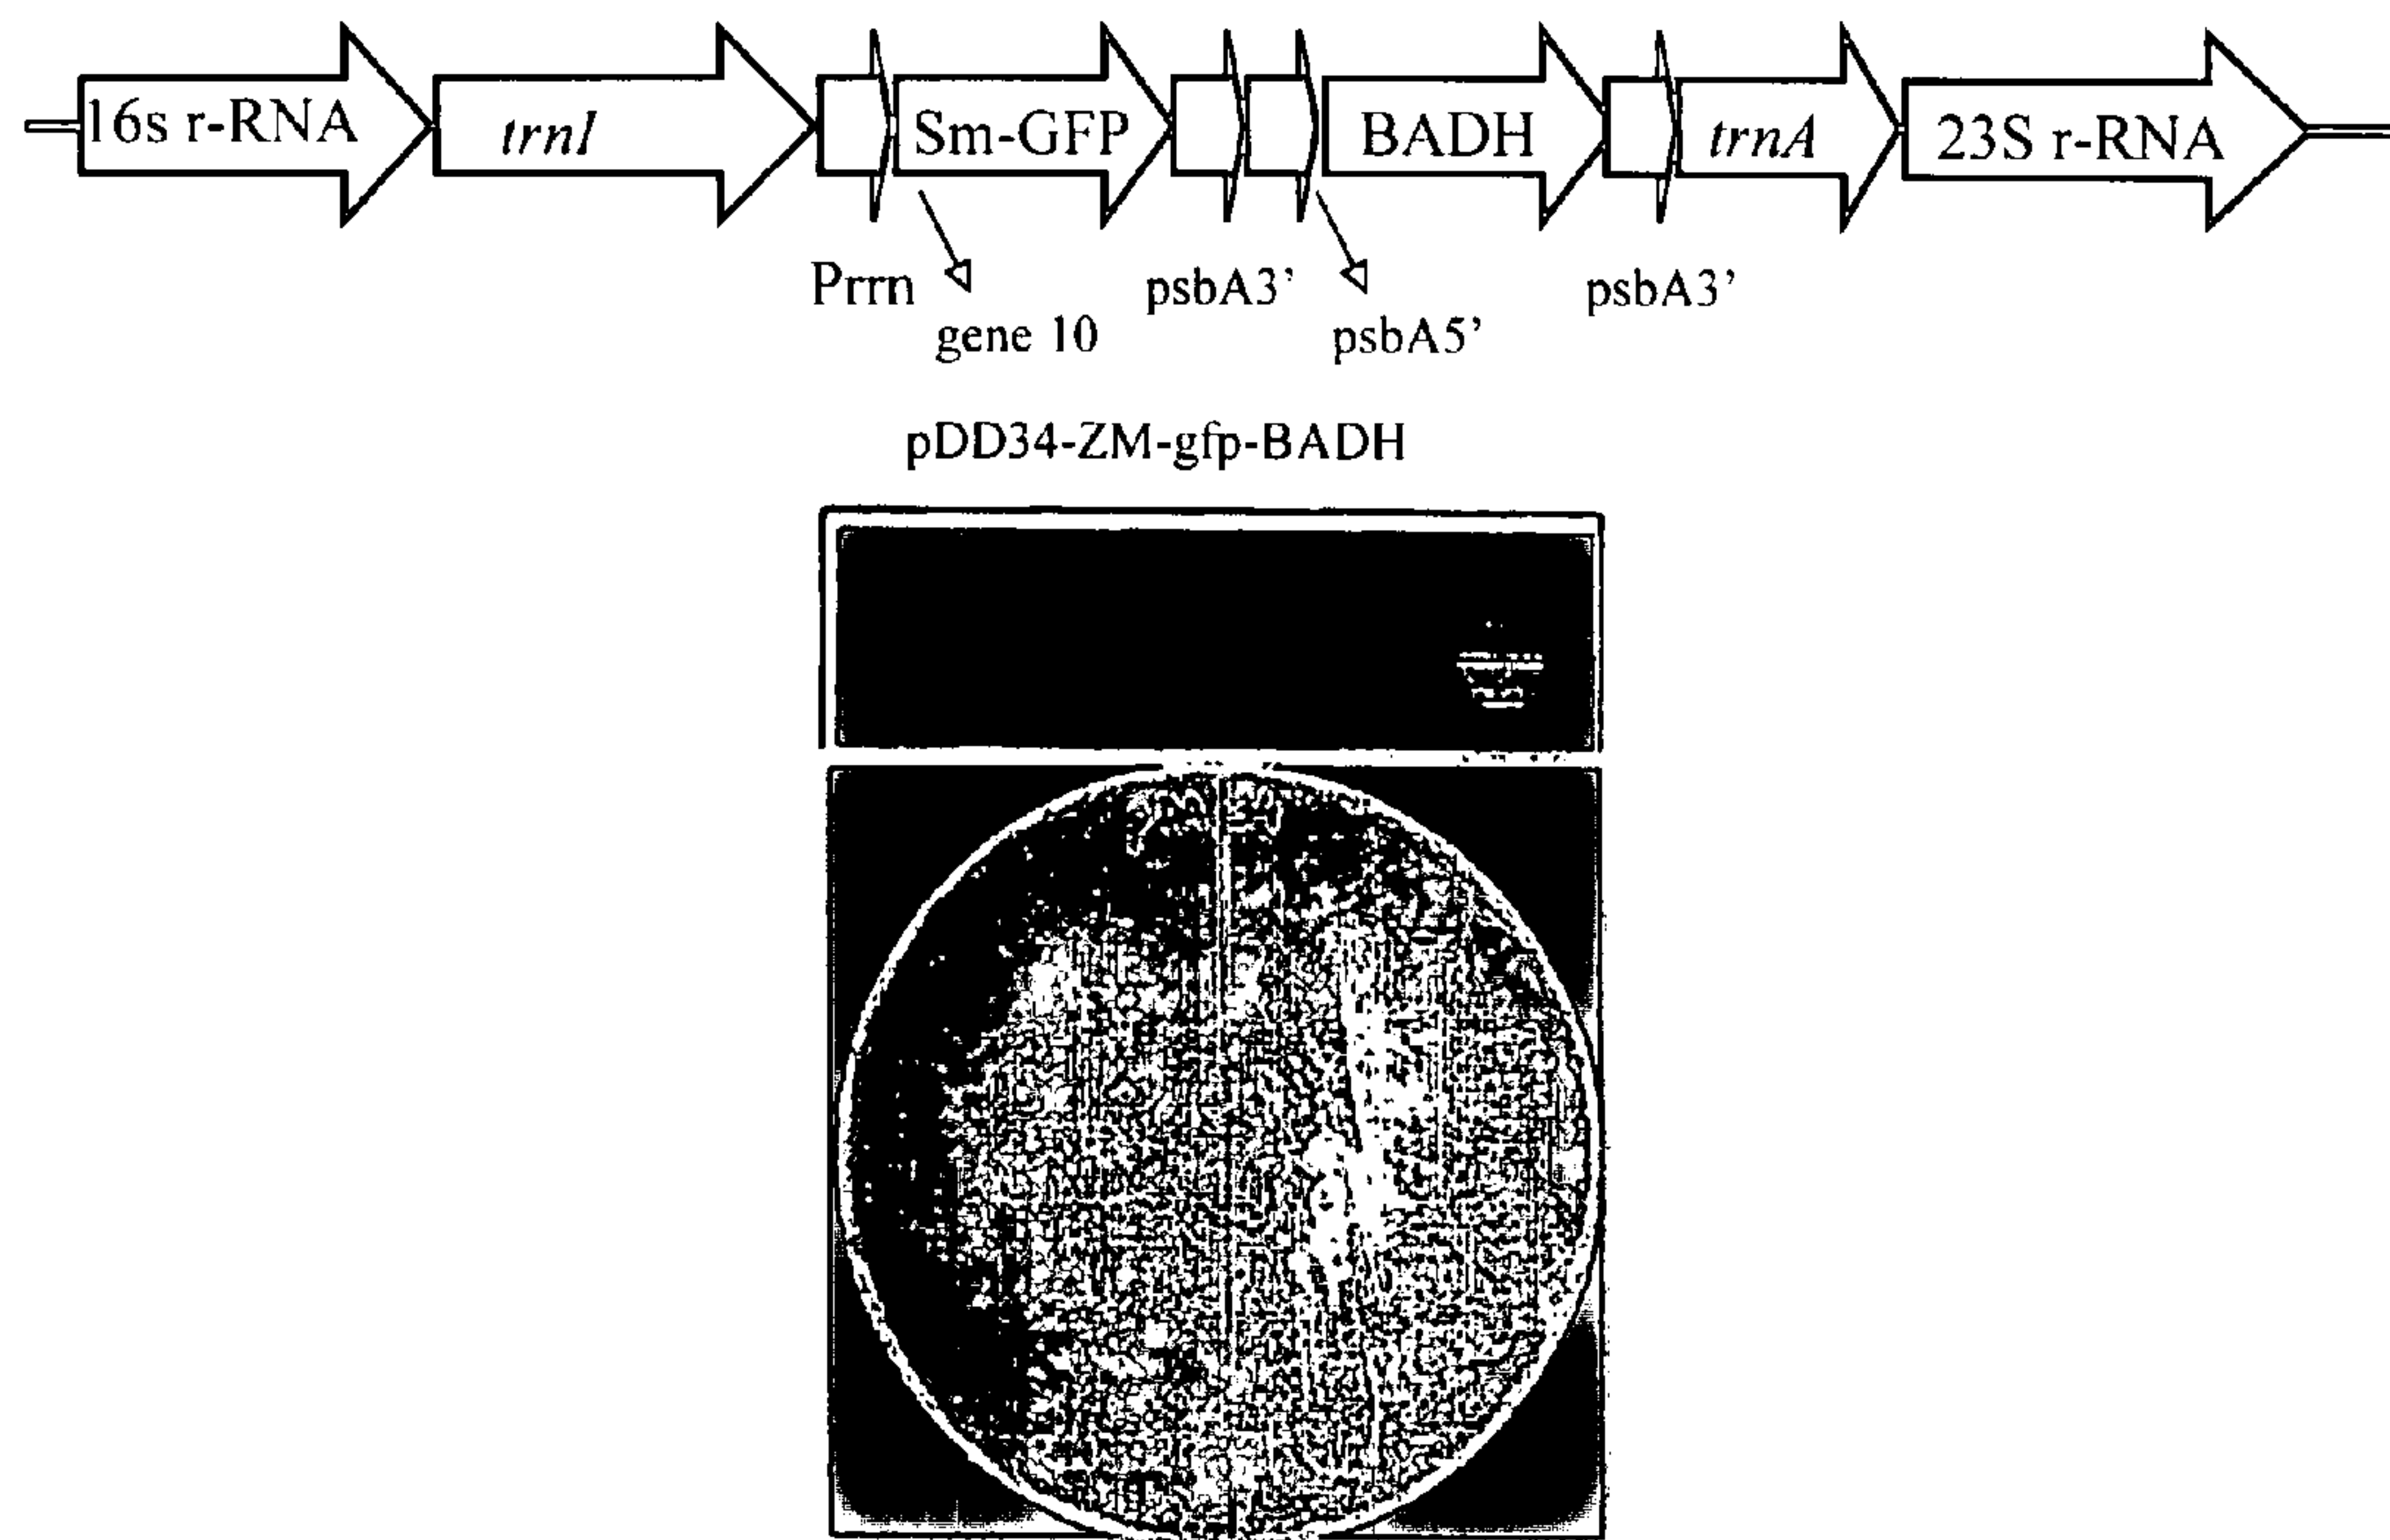 16s r-RNA trnI Sm-GFP BADH trnA 23S r-RNA
Prrn psbA3’ psbA3’
gene 10 psbA5’
pDD34-ZM-gfp-BADH